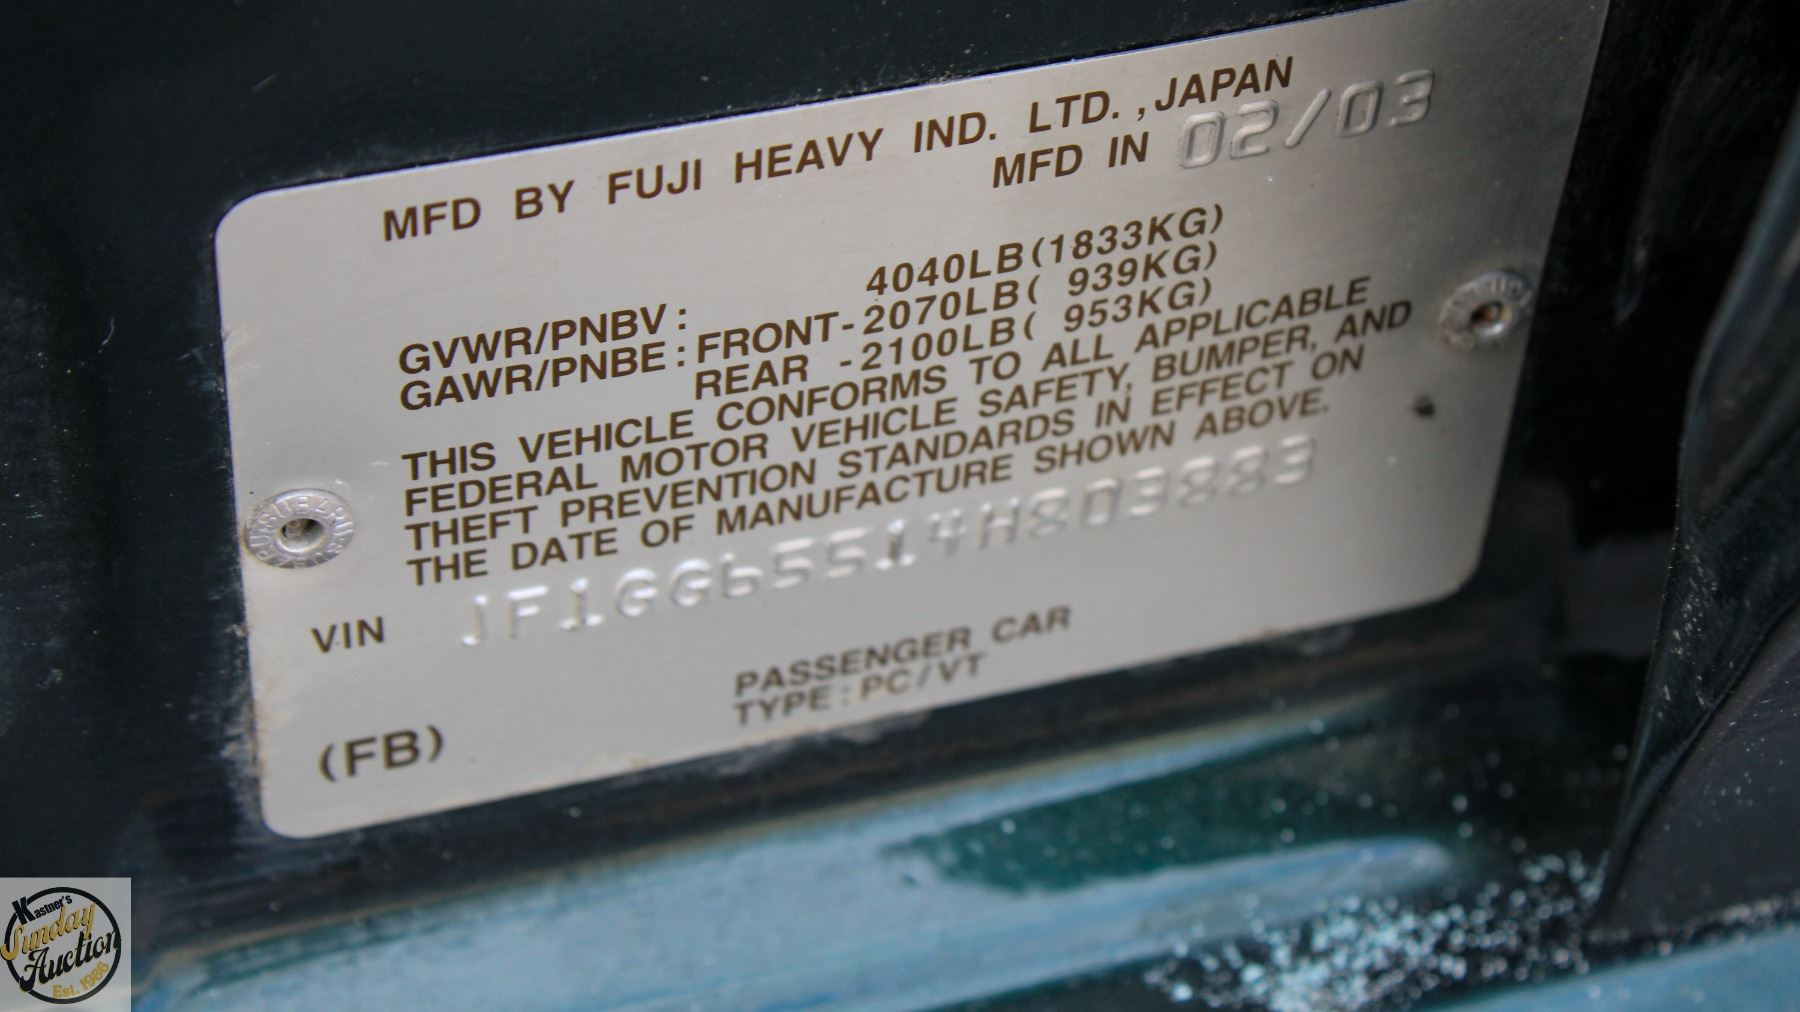 MFD BY FUJI HEAVY IND. LTD., JAPAN
MFD IN 02/03
GVWR/PNBV: 4040LB(1833KG)
GAWR/PNBE: FRONT-2070LB( 939KG)
REAR -2100LB( 953KG)
THIS VEHICLE CONFORMS TO ALL APPLICABLE
FEDERAL MOTOR VEHICLE SAFETY, BUMPER, AND
THEFT PREVENTION STANDARDS IN EFFECT ON
THE DATE OF MANUFACTURE SHOWN ABOVE.
VIN JF1GG65514H803883
PASSENGER CAR
TYPE: PC/VT
(FB)
Kastner's
Sunday
Auction
Est. 1986